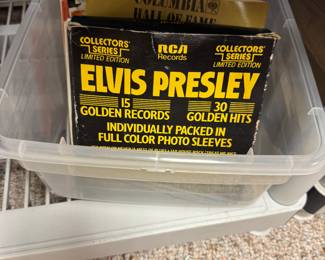 COLUMBIA
HALL OF FAME
COLLECTORS' SERIES LIMITED EDITION
RCA Records
COLLECTORS' SERIES LIMITED EDITION
ELVIS PRESLEY
15 GOLDEN RECORDS
30 GOLDEN HITS
INDIVIDUALLY PACKED IN
FULL COLOR PHOTO SLEEVES